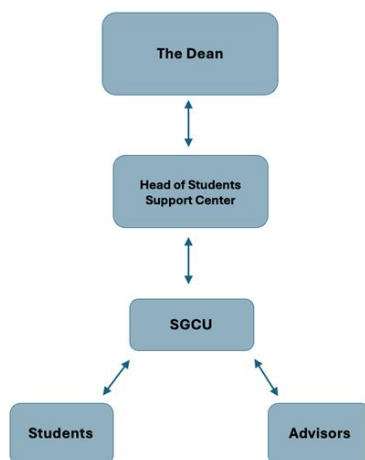 The Dean
Head of Students
Support Center
SGCU
Students
Advisors